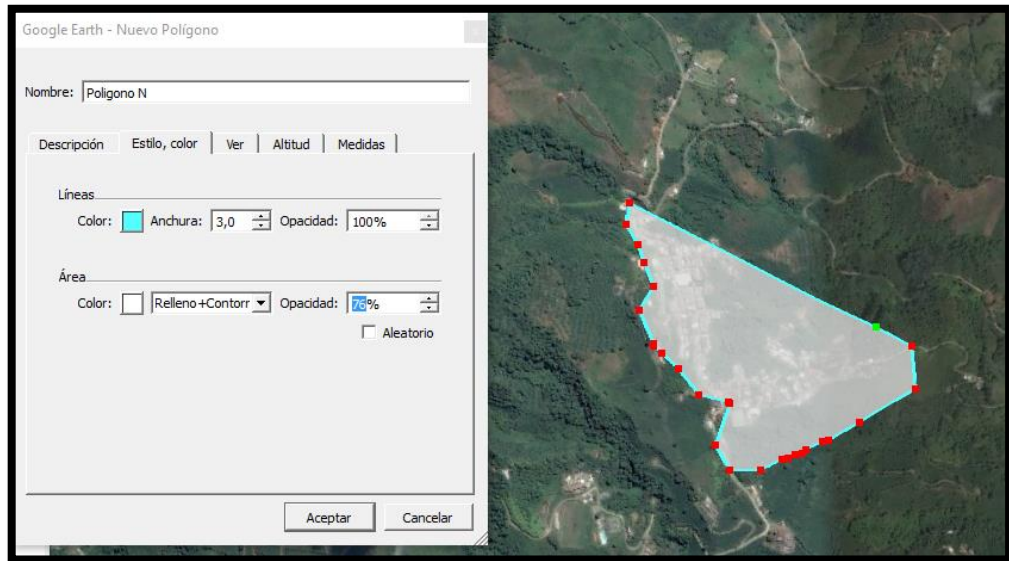 Google Earth - Nuevo Polígono
Nombre: Poligono N
Descripción Estilo, color Ver Altitud Medidas
Líneas
Color: Anchura: 3,0 Opacidad: 100%
Área
Color: Relleno+Contorr Opacidad: 76%
Aleatorio
Aceptar Cancelar